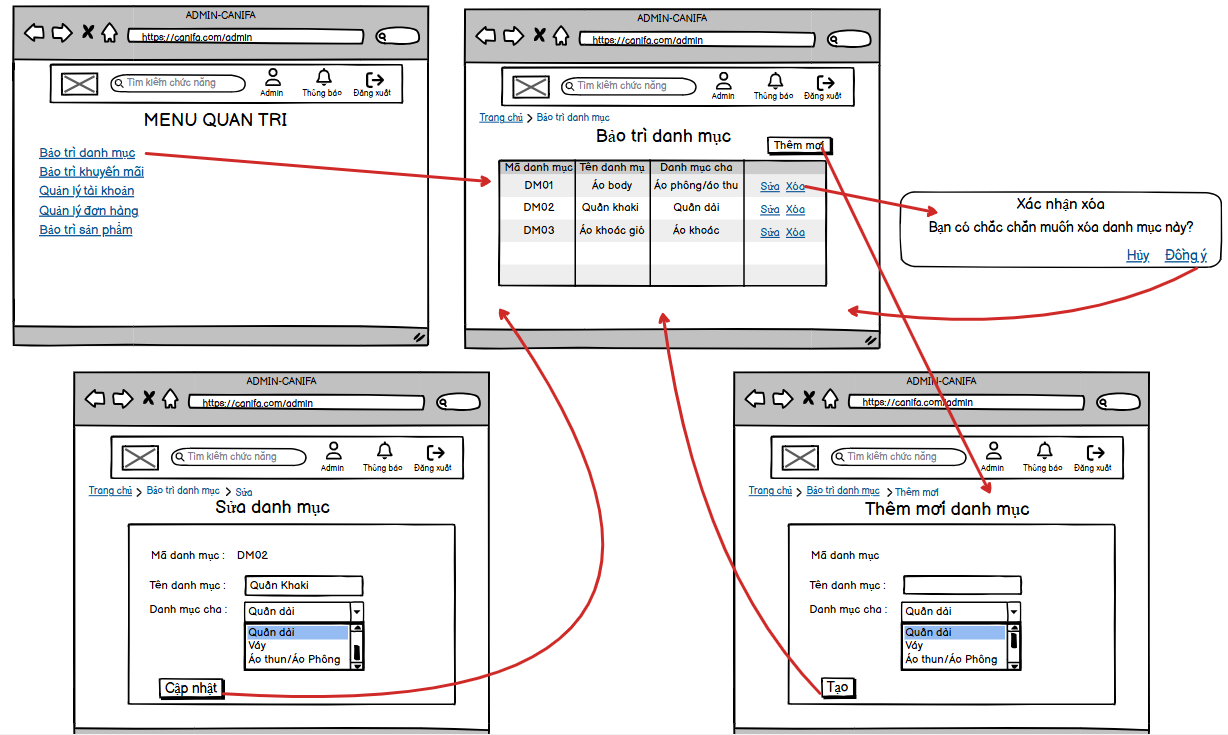 ADMIN-CANIFA
https://canifa.com/admin
Tìm kiếm chức năng
Admin Thông báo Đăng xuất
MENU QUAN TRI
Bảo trì danh mục
Bảo trì khuyến mãi
Quản lý tài khoản
Quản lý đơn hàng
Bảo trì sản phẩm
ADMIN-CANIFA
https://canifa.com/admin
Tìm kiếm chức năng
Admin Thông báo Đăng xuất
Trang chủ > Bảo trì danh mục
Bảo trì danh mục
Thêm mới
Mã danh mục Tên danh mụ Danh mục cha
DM01 Áo body Áo phông/áo thu Sửa Xóa
DM02 Quần khaki Quần dài Sửa Xóa
DM03 Áo khoác gió Áo khoác Sửa Xóa
Xác nhận xóa
Bạn có chắc chắn muốn xóa danh mục này?
Hủy Đồng ý
ADMIN-CANIFA
https://canifa.com/admin
Tìm kiếm chức năng
Admin Thông báo Đăng xuất
Trang chủ > Bảo trì danh mục > Sửa
Sửa danh mục
Mã danh mục : DM02
Tên danh mục : Quần Khaki
Danh mục cha : Quần dài
Quần dài
Váy
Áo thun/Áo Phông
Cập nhật
ADMIN-CANIFA
https://canifa.com/admin
Tìm kiếm chức năng
Admin Thông báo Đăng xuất
Trang chủ > Bảo trì danh mục > Thêm mới
Thêm mới danh mục
Mã danh mục
Tên danh mục :
Danh mục cha : Quần dài
Quần dài
Váy
Áo thun/Áo Phông
Tạo